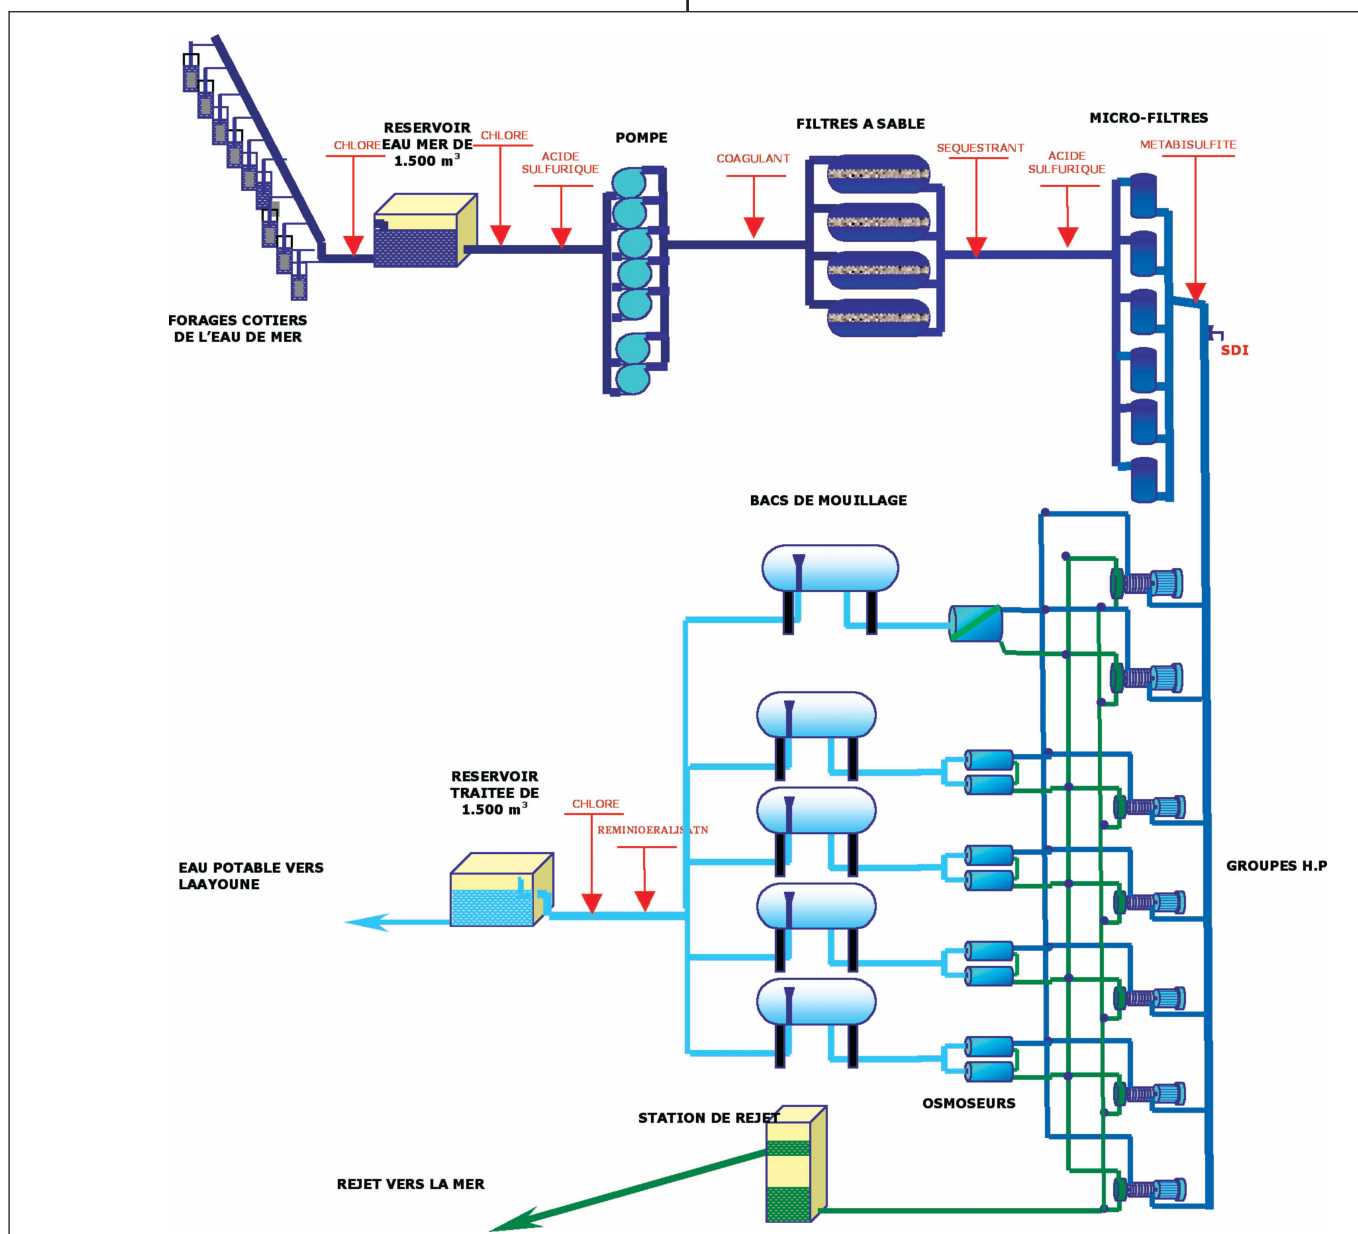 RESERVOIR
EAU MER DE
1.500 m³
CHLORE
CHLORE
ACIDE
SULFURIQUE
POMPE
COAGULANT
FILTRES A SABLE
SEQUESTRANT
ACIDE
SULFURIQUE
MICRO-FILTRES
METABISULFITE
FORAGES COTIERS
DE L'EAU DE MER
SDI
BACS DE MOUILLAGE
RESERVOIR
TRAITEE DE
1.500 m³
CHLORE
REMINIOERALISATN
EAU POTABLE VERS
LAAYOUNE
GROUPES H.P
OSMOSEURS
STATION DE REJET
REJET VERS LA MER